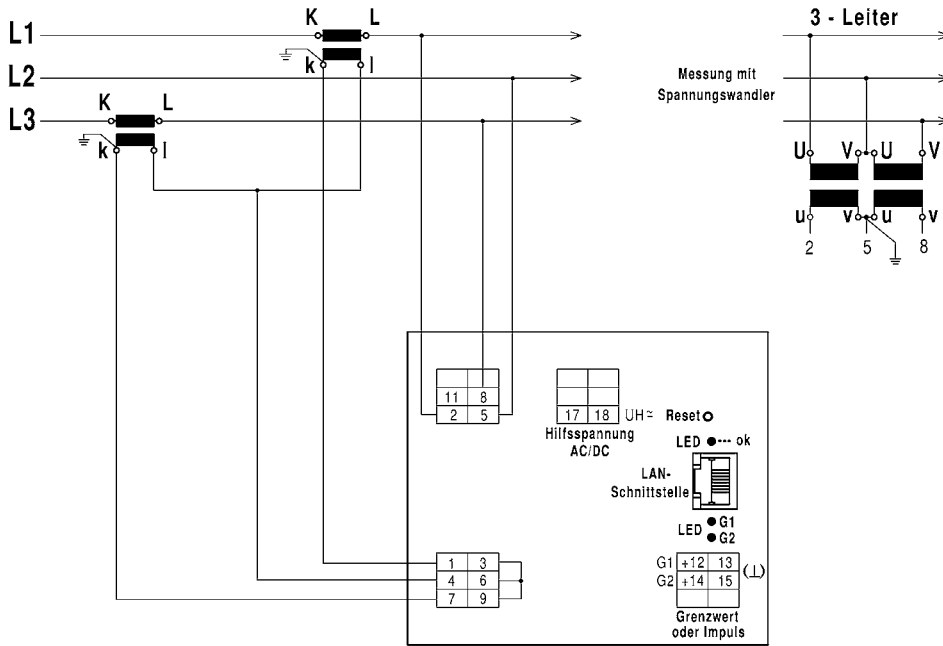 K L 3 - Leiter
L1
k l
L2 Messung mit
Spannungswandler
K L
L3
k l U V U V
u v u v
2 5 8
11 8
2 5 17 18 UH≃ Reset
Hilfsspannung
AC/DC
LED --- ok
LAN-
Schnittstelle
LED G1
G2
1 3 G1 +12 13 (⊥)
4 6 G2 +14 15
7 9
Grenzwert
oder Impuls